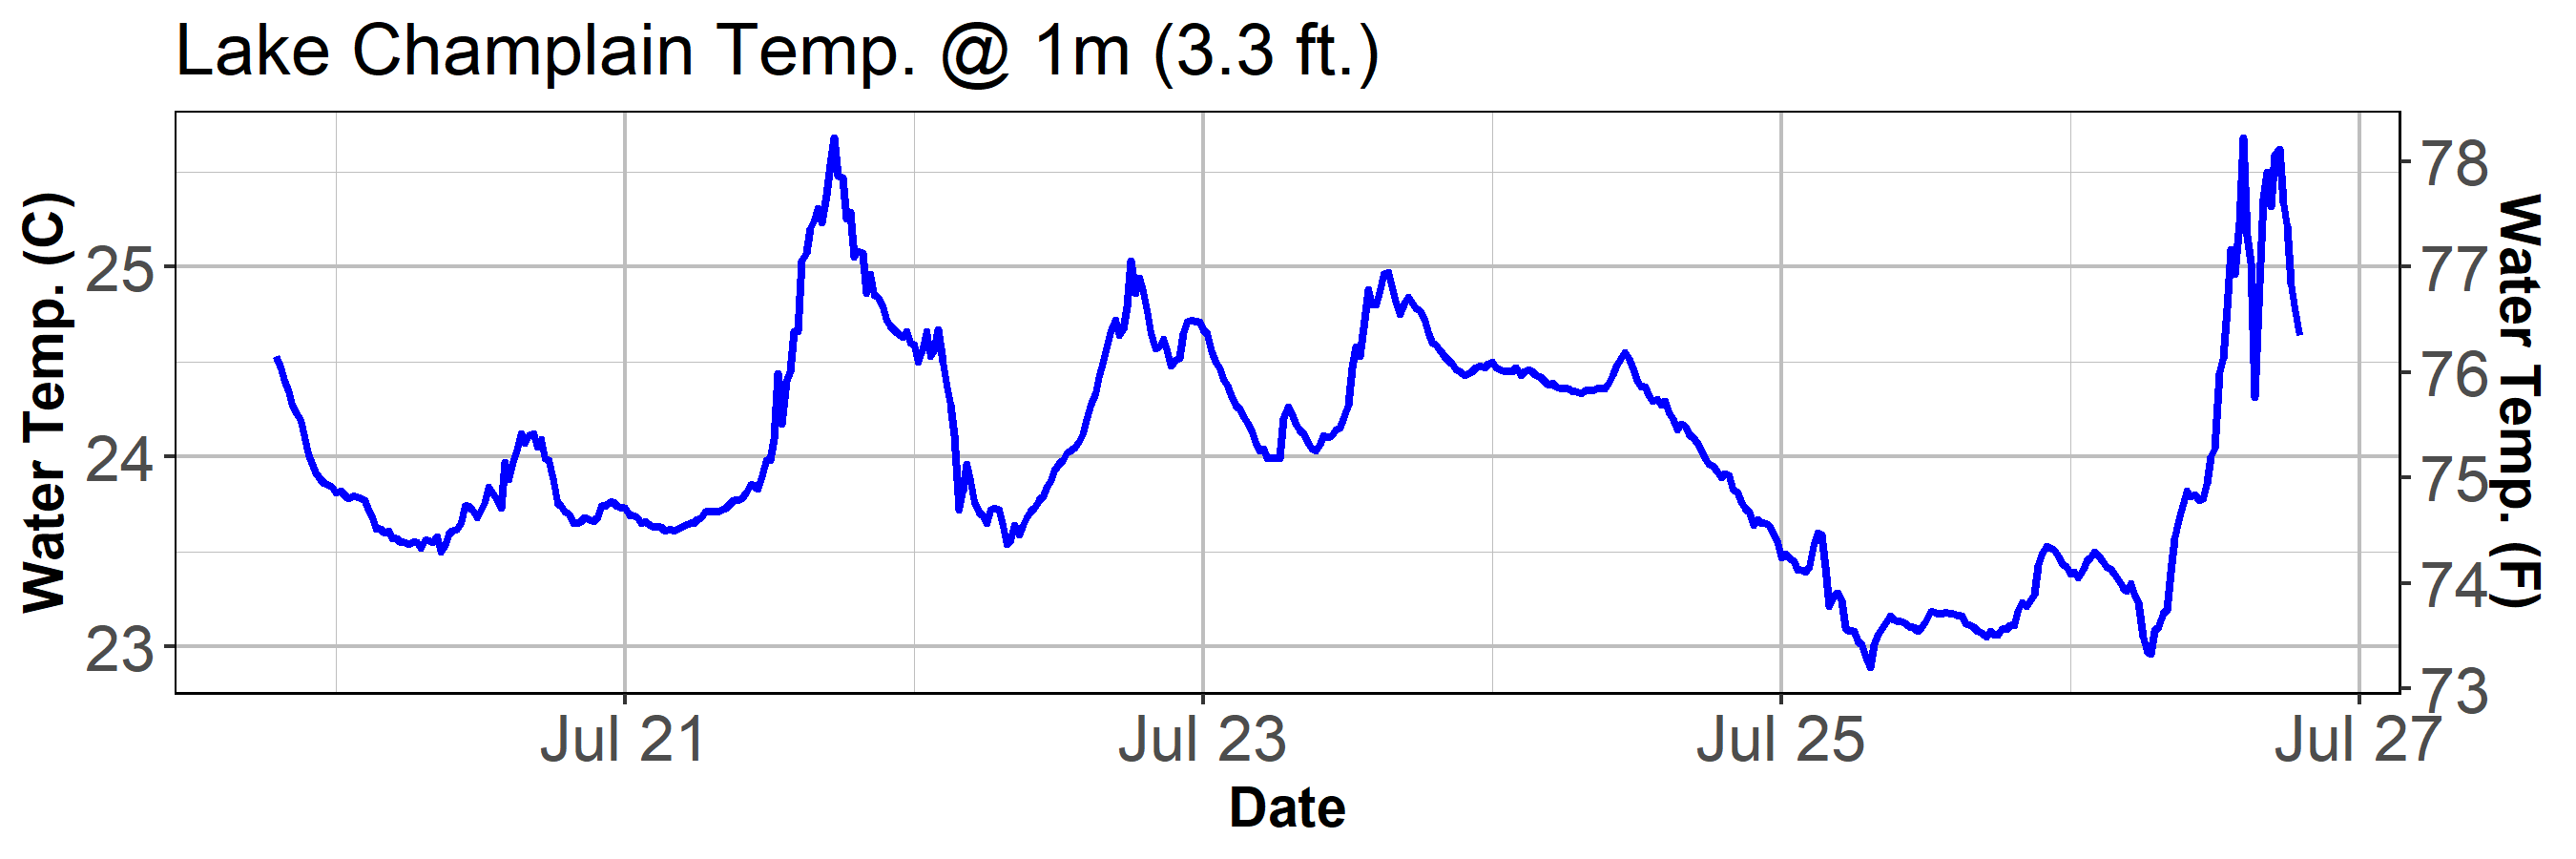 Lake Champlain Temp. @ 1m (3.3 ft.)
Water Temp. (C)
25
24
23
78
77
76
75
74
73
Water Temp. (F)
Jul 21 Jul 23 Jul 25 Jul 27
Date